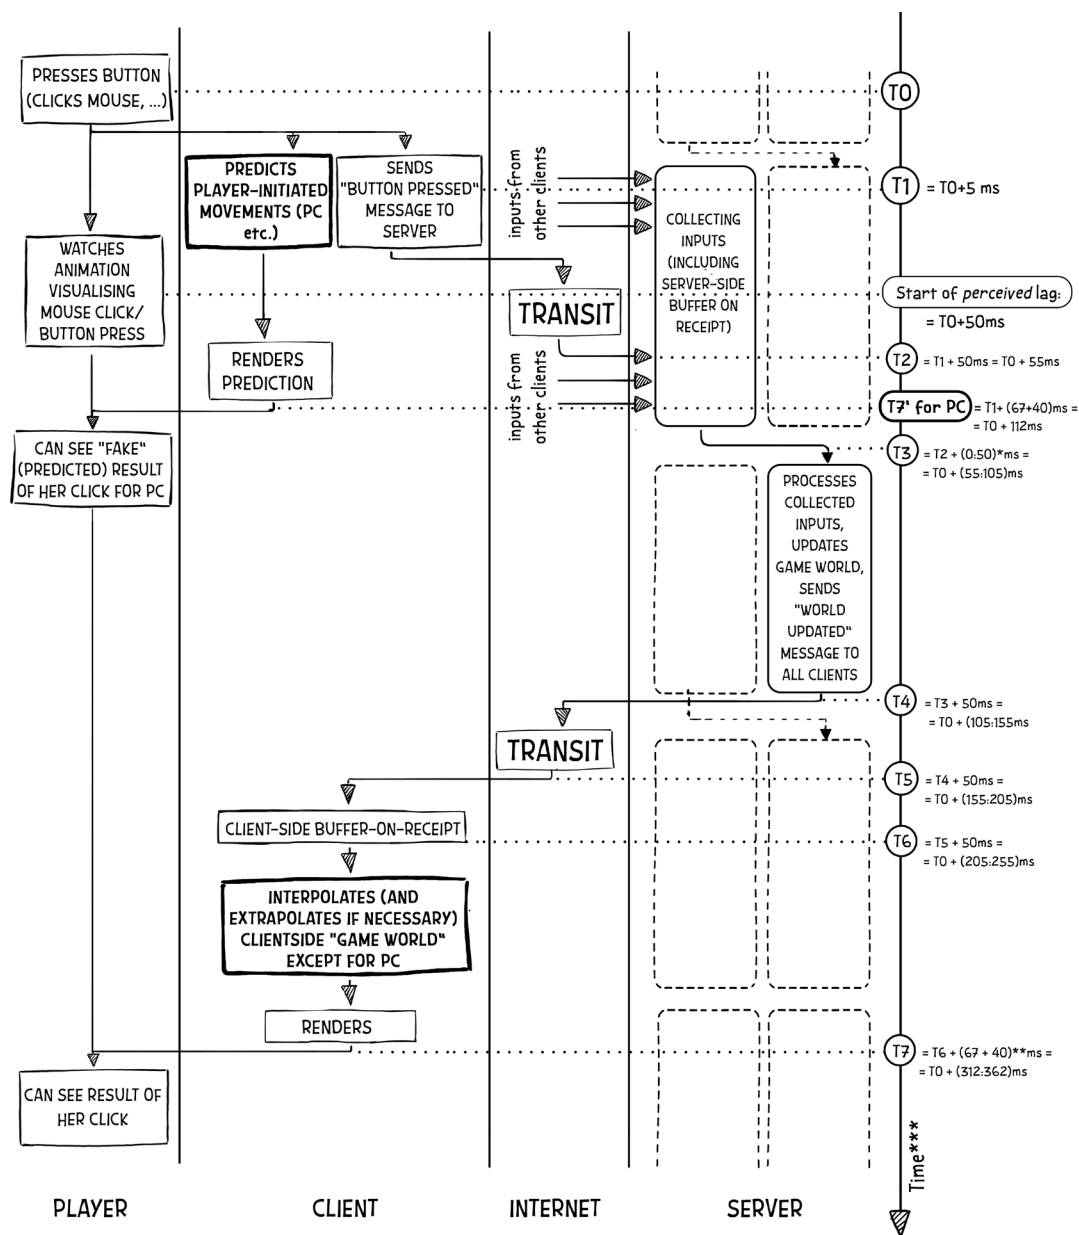 PRESSES BUTTON
(CLICKS MOUSE, ...)
T0
PREDICTS
PLAYER-INITIATED
MOVEMENTS (PC
etc.)
SENDS
"BUTTON PRESSED"
MESSAGE TO
SERVER
inputs from
other clients
COLLECTING
INPUTS
(INCLUDING
SERVER-SIDE
BUFFER ON
RECEIPT)
T1
= T0+5 ms
WATCHES
ANIMATION
VISUALISING
MOUSE CLICK/
BUTTON PRESS
TRANSIT
Start of perceived lag:
= T0+50ms
RENDERS
PREDICTION
inputs from
other clients
T2
= T1 + 50ms = T0 + 55ms
T7' for PC
= T1+ (67+40)ms =
= T0 + 112ms
CAN SEE "FAKE"
(PREDICTED) RESULT
OF HER CLICK FOR PC
T3
= T2 + (0:50)*ms =
= T0 + (55:105)ms
PROCESSES
COLLECTED
INPUTS,
UPDATES
GAME WORLD,
SENDS
"WORLD
UPDATED"
MESSAGE TO
ALL CLIENTS
T4
= T3 + 50ms =
= T0 + (105:155ms
TRANSIT
T5
= T4 + 50ms =
= T0 + (155:205)ms
CLIENT-SIDE BUFFER-ON-RECEIPT
T6
= T5 + 50ms =
= T0 + (205:255)ms
INTERPOLATES (AND
EXTRAPOLATES IF NECESSARY)
CLIENTSIDE "GAME WORLD"
EXCEPT FOR PC
RENDERS
T7
= T6 + (67 + 40)**ms =
= T0 + (312:362)ms
CAN SEE RESULT OF
HER CLICK
Time***
PLAYER
CLIENT
INTERNET
SERVER